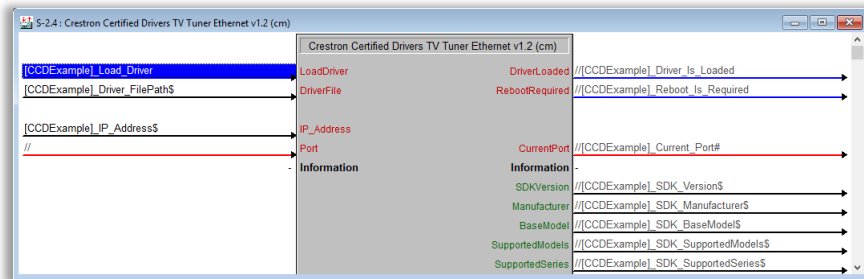 S-2.4 : Crestron Certified Drivers TV Tuner Ethernet v1.2 (cm)
Crestron Certified Drivers TV Tuner Ethernet v1.2 (cm)
[CCDExample]_Load_Driver LoadDriver DriverLoaded //[CCDExample]_Driver_Is_Loaded
[CCDExample]_Driver_FilePath$ DriverFile RebootRequired //[CCDExample]_Reboot_Is_Required
[CCDExample]_IP_Address$ IP_Address
// Port CurrentPort //[CCDExample]_Current_Port#
- Information Information -
SDKVersion //[CCDExample]_SDK_Version$
Manufacturer //[CCDExample]_SDK_Manufacturer$
BaseModel //[CCDExample]_SDK_BaseModel$
SupportedModels //[CCDExample]_SDK_SupportedModels$
SupportedSeries //[CCDExample]_SDK_SupportedSeries$